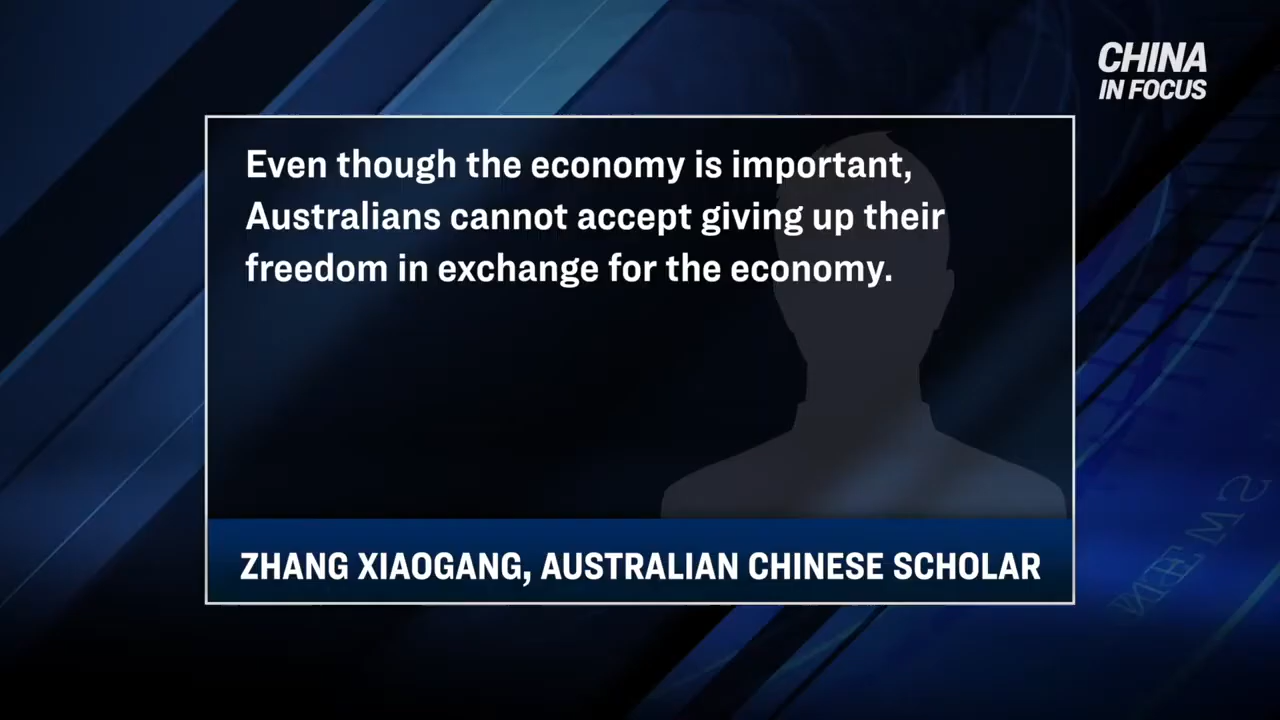 CHINA
IN FOCUS
Even though the economy is important,
Australians cannot accept giving up their
freedom in exchange for the economy.
ZHANG XIAOGANG, AUSTRALIAN CHINESE SCHOLAR